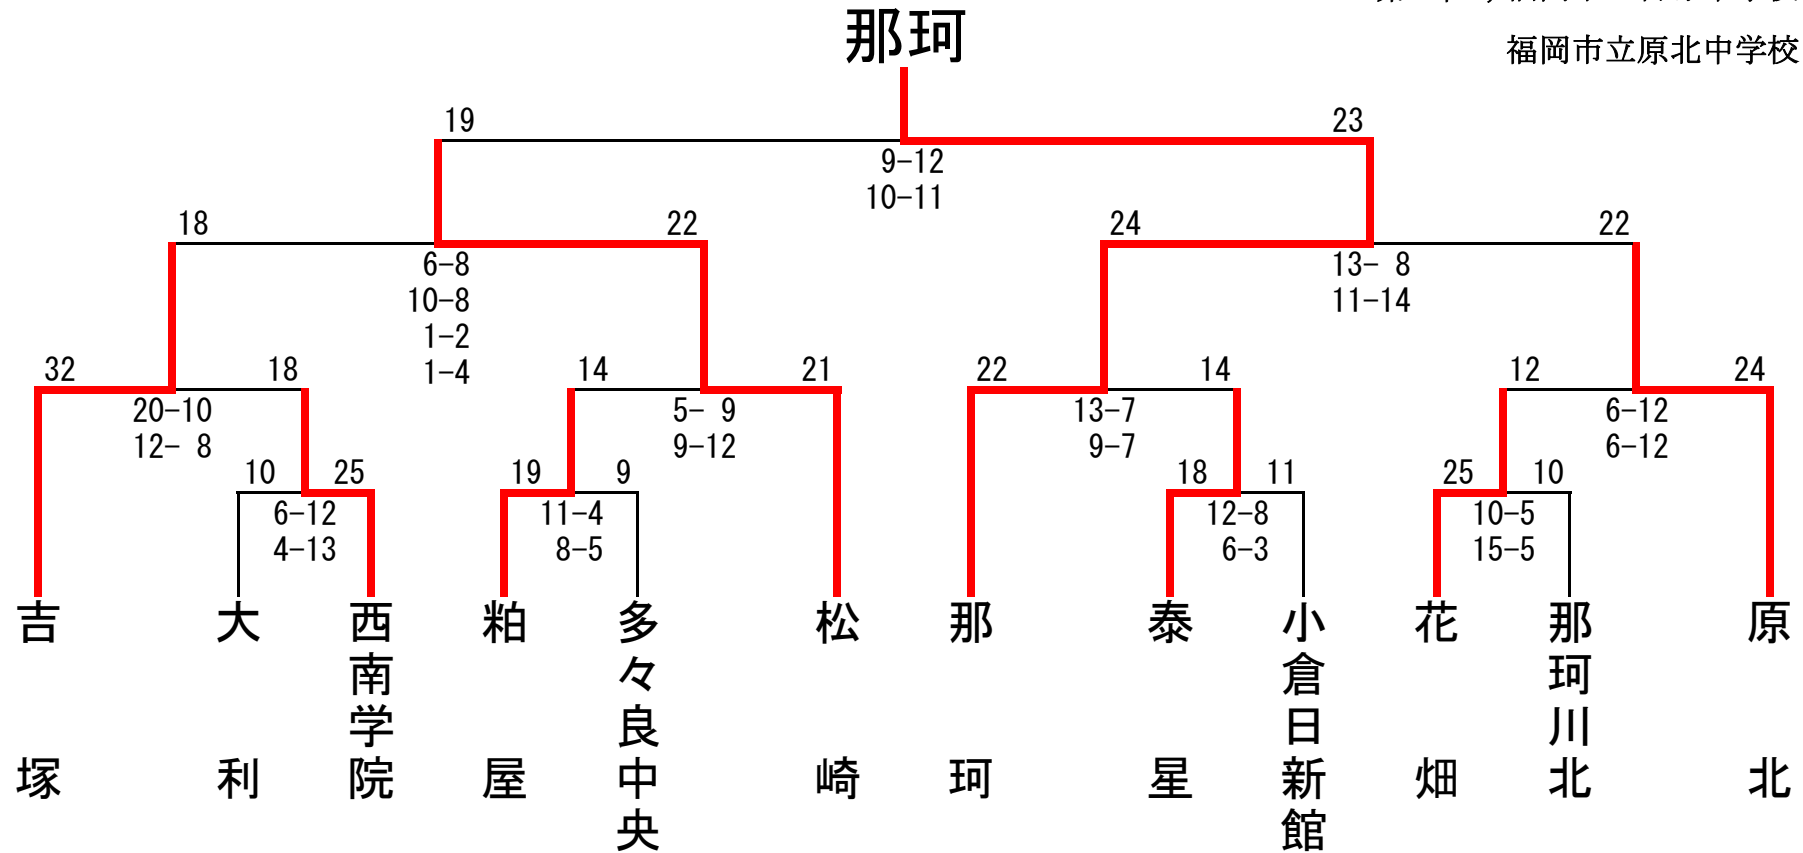 那珂
福岡市立原北中学校
19 23
9-12
10-11
18 22 24 22
6-8 13- 8
10-8 11-14
1-2
1-4
32 18 14 21 22 14 12 24
20-10 5- 9 13-7 6-12
12- 8 9-12 9-7 6-12
10 25 19 9 18 11 25 10
6-12 11-4 12-8 10-5
4-13 8-5 6-3 15-5
吉塚
大利
西南学院
粕屋
多々良中央
松崎
那珂
泰星
小倉日新館
花畑
那珂川北
原北